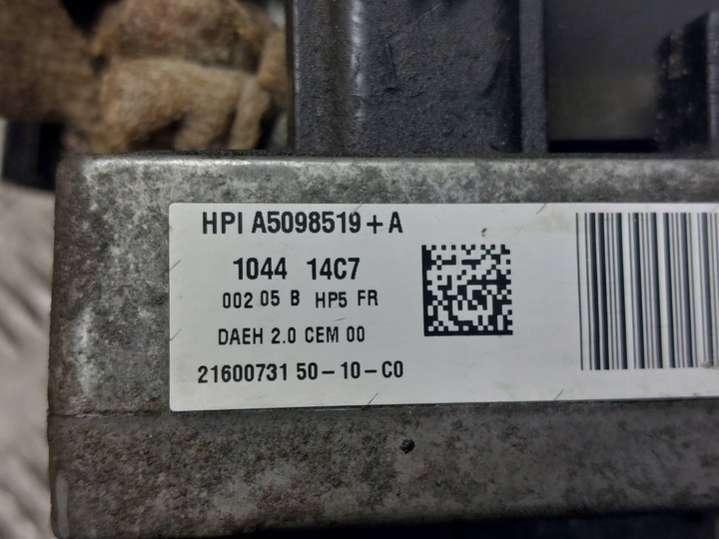 HPI A5098519+A
1044 14C7
002 05 B HP5 FR
DAEH 2.0 CEM 00
21600731 50-10-C0